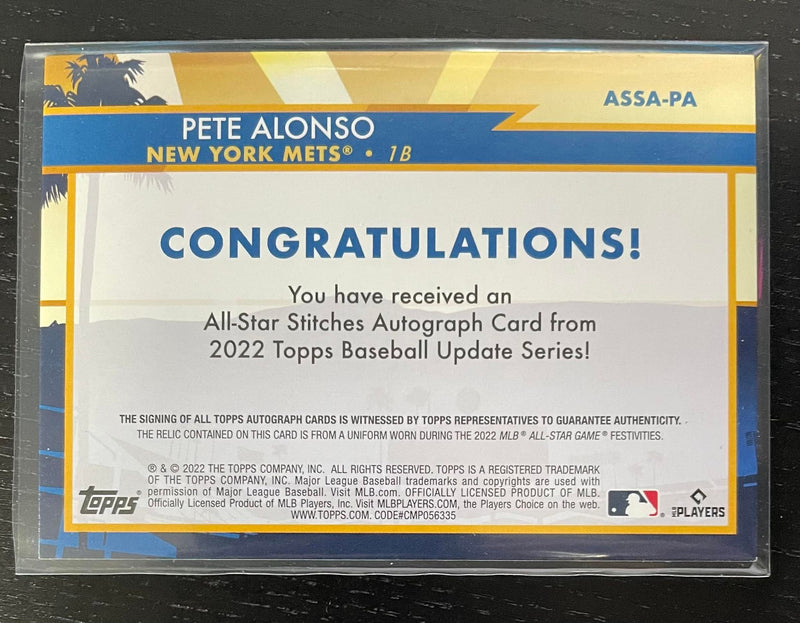 ASSA-PA
PETE ALONSO
NEW YORK METS® • 1B
CONGRATULATIONS!
You have received an
All-Star Stitches Autograph Card from
2022 Topps Baseball Update Series!
THE SIGNING OF ALL TOPPS AUTOGRAPH CARDS IS WITNESSED BY TOPPS REPRESENTATIVES TO GUARANTEE AUTHENTICITY.
THE RELIC CONTAINED ON THIS CARD IS FROM A UNIFORM WORN DURING THE 2022 MLB® ALL-STAR GAME® FESTIVITIES.
® & © 2022 THE TOPPS COMPANY, INC. ALL RIGHTS RESERVED. TOPPS IS A REGISTERED TRADEMARK
OF THE TOPPS COMPANY, INC. Major League Baseball trademarks and copyrights are used with
permission of Major League Baseball. Visit MLB.com. OFFICIALLY LICENSED PRODUCT OF MLB.
Officially Licensed Product of MLB Players, Inc. Visit MLBPLAYERS.COM, the Players Choice on the web.
WWW.TOPPS.COM. CODE#CMP056335
Topps®
MLB PLAYERS